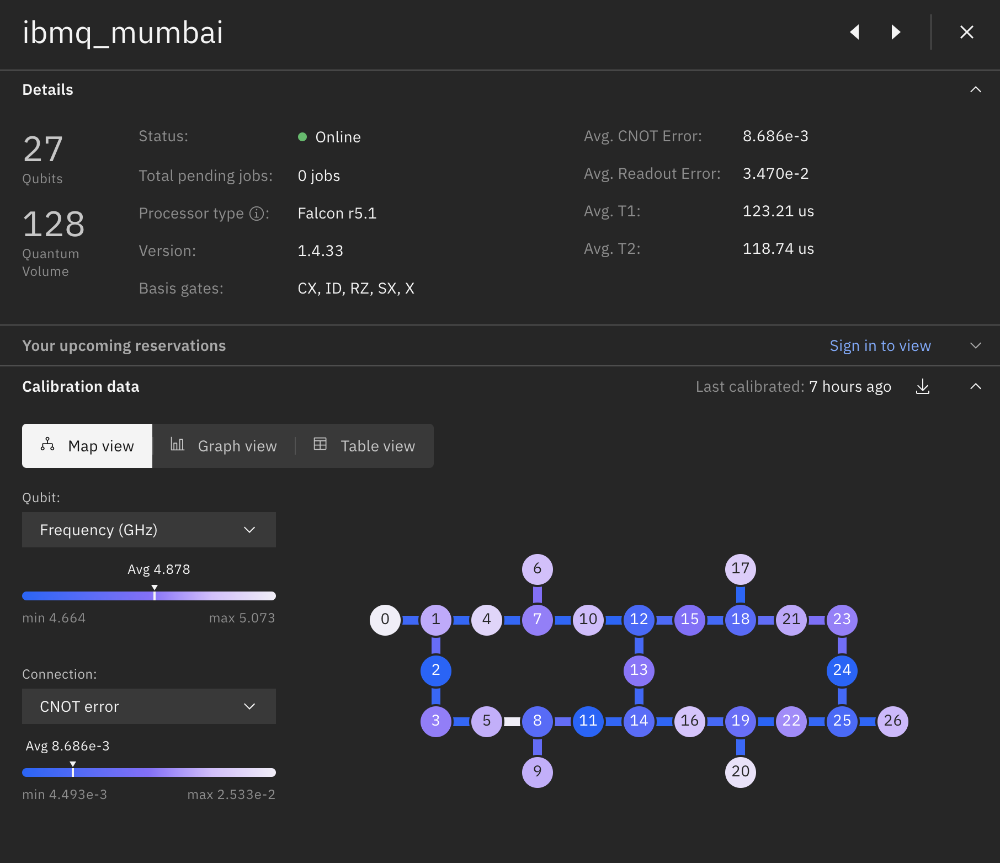 ibmq_mumbai
Details
27
Qubits
128
Quantum
Volume
Status: Online
Total pending jobs: 0 jobs
Processor type: Falcon r5.1
Version: 1.4.33
Basis gates: CX, ID, RZ, SX, X
Avg. CNOT Error: 8.686e-3
Avg. Readout Error: 3.470e-2
Avg. T1: 123.21 us
Avg. T2: 118.74 us
Your upcoming reservations Sign in to view
Calibration data Last calibrated: 7 hours ago
Map view Graph view Table view
Qubit:
Frequency (GHz)
Avg 4.878
min 4.664 max 5.073
Connection:
CNOT error
Avg 8.686e-3
min 4.493e-3 max 2.533e-2
6 17
0 1 4 7 10 12 15 18 21 23
2 13 24
3 5 8 11 14 16 19 22 25 26
9 20